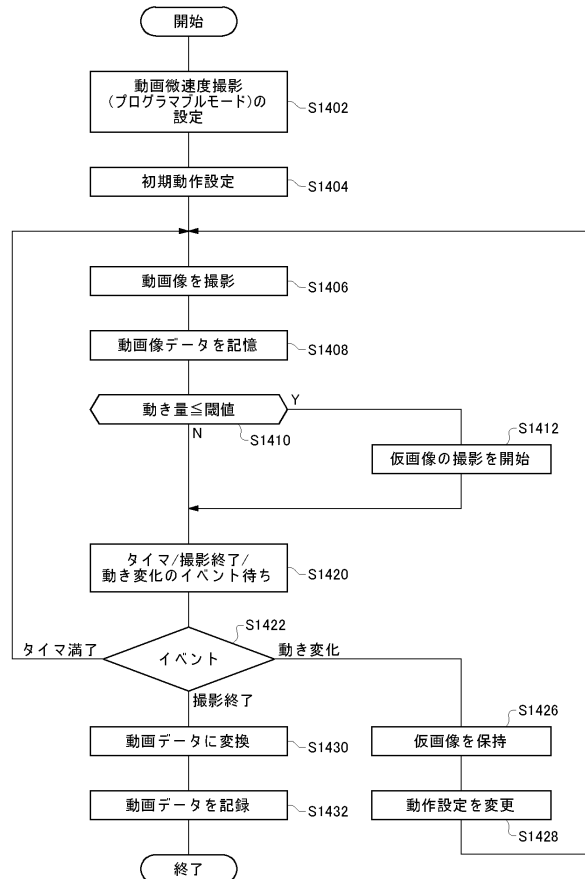 開始
動画微速度撮影
(プログラマブルモード)の
設定
S1402
初期動作設定
S1404
動画像を撮影
S1406
動画像データを記憶
S1408
動き量≦閾値
Y
S1410
N
S1412
仮画像の撮影を開始
タイマ/撮影終了/
動き変化のイベント待ち
S1420
S1422
タイマ満了
イベント
動き変化
撮影終了
S1426
動画データに変換
S1430
仮画像を保持
動画データを記録
S1432
動作設定を変更
S1428
終了